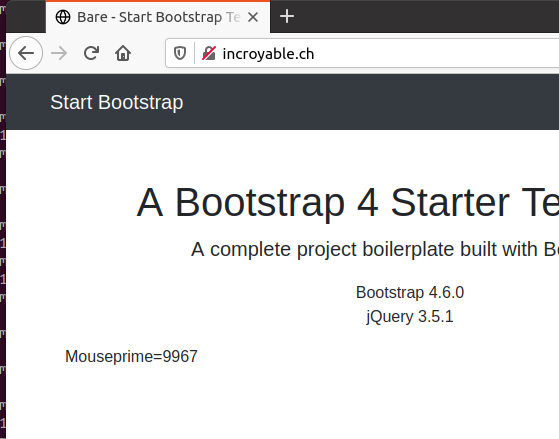 Bare - Start Bootstrap Te
incroyable.ch
Start Bootstrap
A Bootstrap 4 Starter Te
A complete project boilerplate built with Bo
Bootstrap 4.6.0
jQuery 3.5.1
Mouseprime=9967